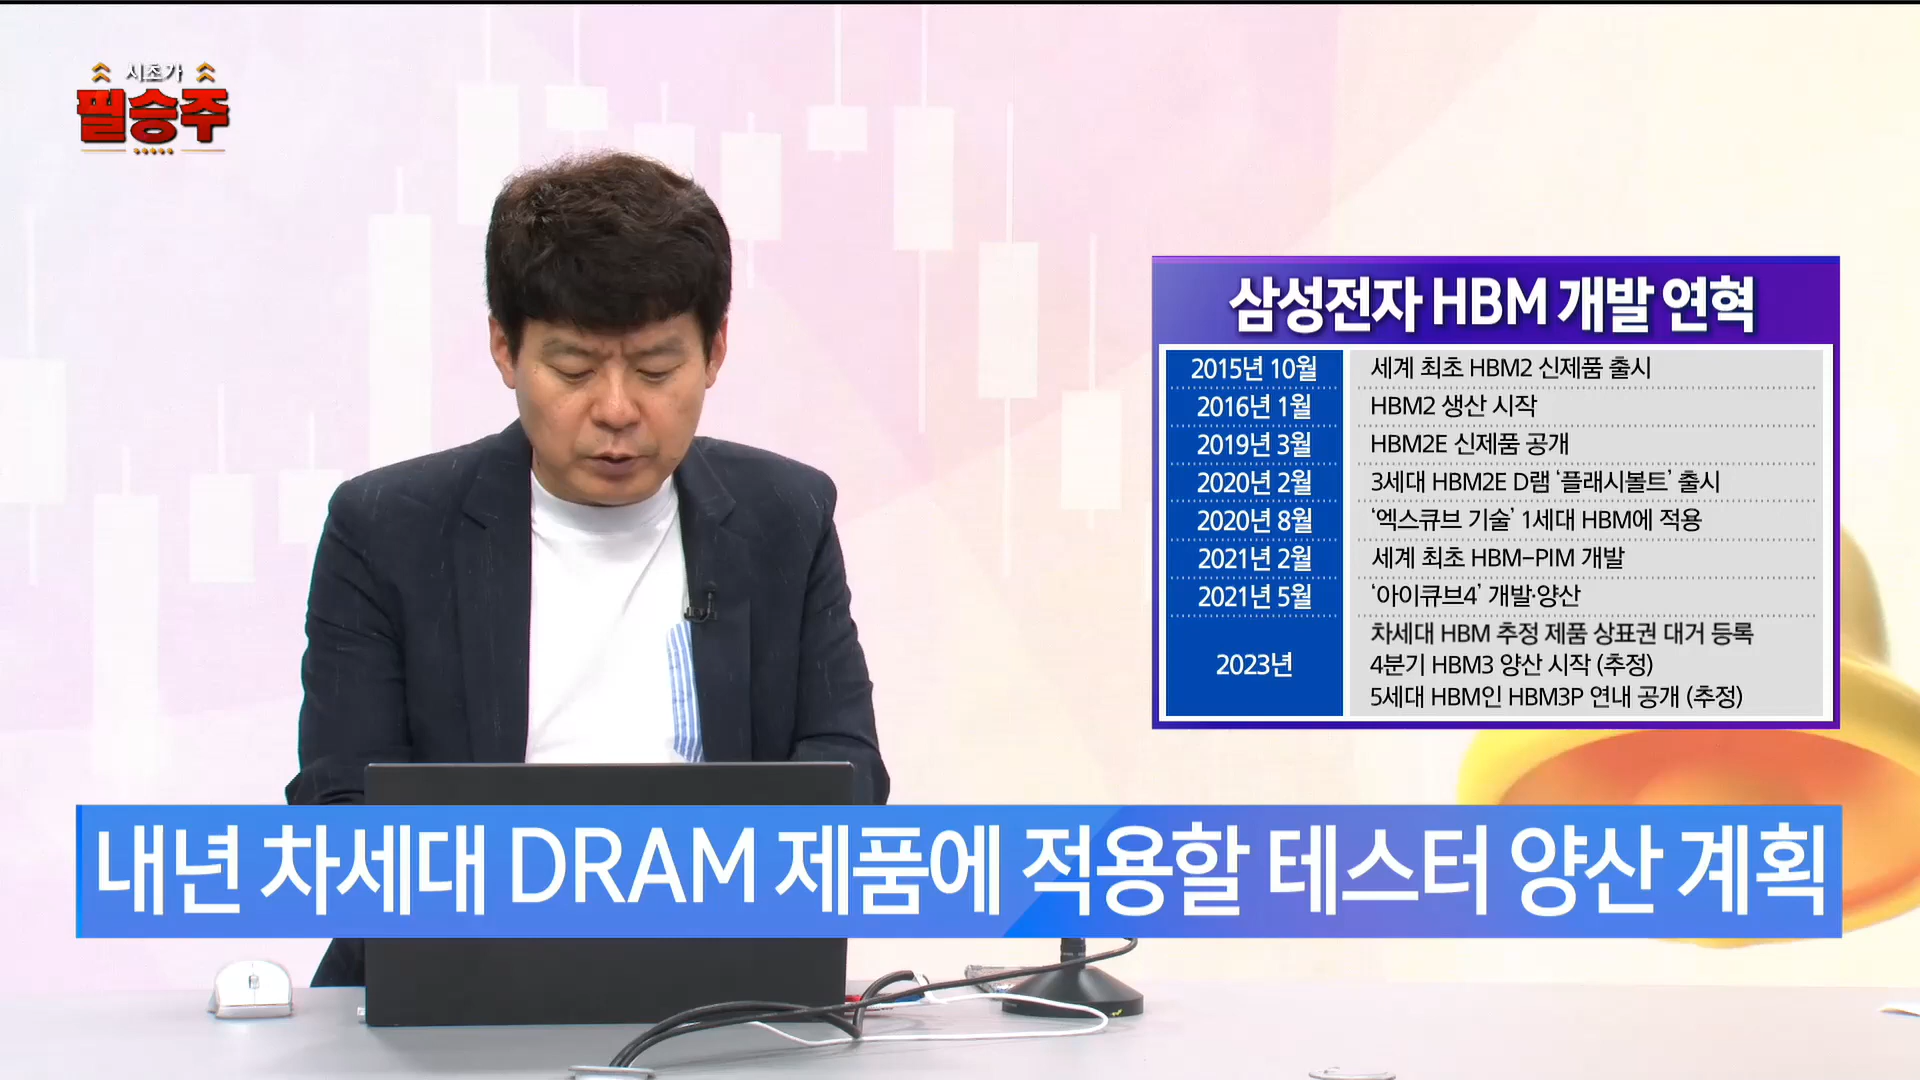 시초가
필승주
삼성전자 HBM 개발 연혁
2015년 10월 세계 최초 HBM2 신제품 출시
2016년 1월 HBM2 생산 시작
2019년 3월 HBM2E 신제품 공개
2020년 2월 3세대 HBM2E D램 ‘플래시볼트’ 출시
2020년 8월 ‘엑스큐브 기술’ 1세대 HBM에 적용
2021년 2월 세계 최초 HBM-PIM 개발
2021년 5월 ‘아이큐브4’ 개발·양산
2023년
차세대 HBM 추정 제품 상표권 대거 등록
4분기 HBM3 양산 시작 (추정)
5세대 HBM인 HBM3P 연내 공개 (추정)
내년 차세대 DRAM 제품에 적용할 테스터 양산 계획